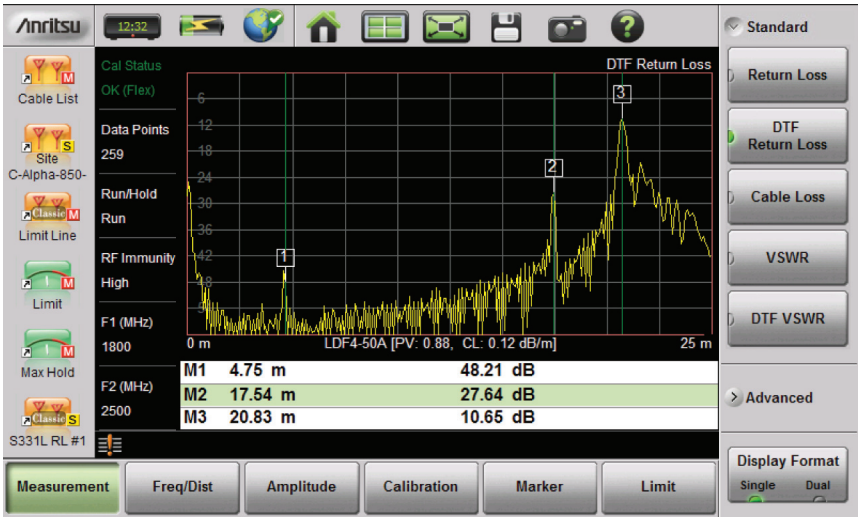 Anritsu
12:32
?
Standard
Cable List
M
Site
S
C-Alpha-850-
Classic M
Limit Line
M
Limit
M
Max Hold
Classic S
S331L RL #1
Cal Status
OK (Flex)
Data Points
259
Run/Hold
Run
RF Immunity
High
F1 (MHz)
1800
F2 (MHz)
2500
DTF Return Loss
6
12
18
24
30
36
42
48
1
2
3
0 m
LDF4-50A [PV: 0.88, CL: 0.12 dB/m]
25 m
M1 4.75 m 48.21 dB
M2 17.54 m 27.64 dB
M3 20.83 m 10.65 dB
Return Loss
DTF
Return Loss
Cable Loss
VSWR
DTF VSWR
Advanced
Display Format
Single Dual
Measurement
Freq/Dist
Amplitude
Calibration
Marker
Limit